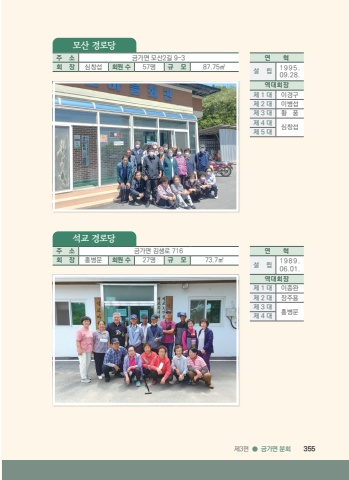 모산 경로당
주 소 금가면 모산2길 9-3
회 장 심창섭 회원 수 57명 규 모 87.75㎡
연 혁
설 립 1995. 09.28.
역대회장
제 1 대 이경구
제 2 대 이병섭
제 3 대 황 품
제 4 대 심창섭
제 5 대
석교 경로당
주 소 금가면 김생로 716
회 장 홍병문 회원 수 27명 규 모 73.7㎡
연 혁
설 립 1989. 06.01.
역대회장
제 1 대 이종완
제 2 대 장주용
제 3 대 홍병문
제 4 대
제3편 ● 금가면 문화 355